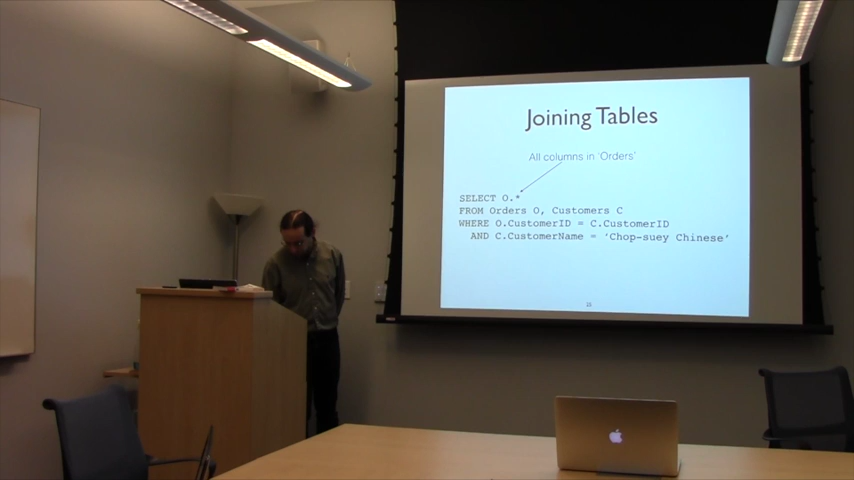 Joining Tables
All columns in 'Orders'
SELECT O.*
FROM Orders O, Customers C
WHERE O.CustomerID = C.CustomerID
AND C.CustomerName = 'Chop-suey Chinese'